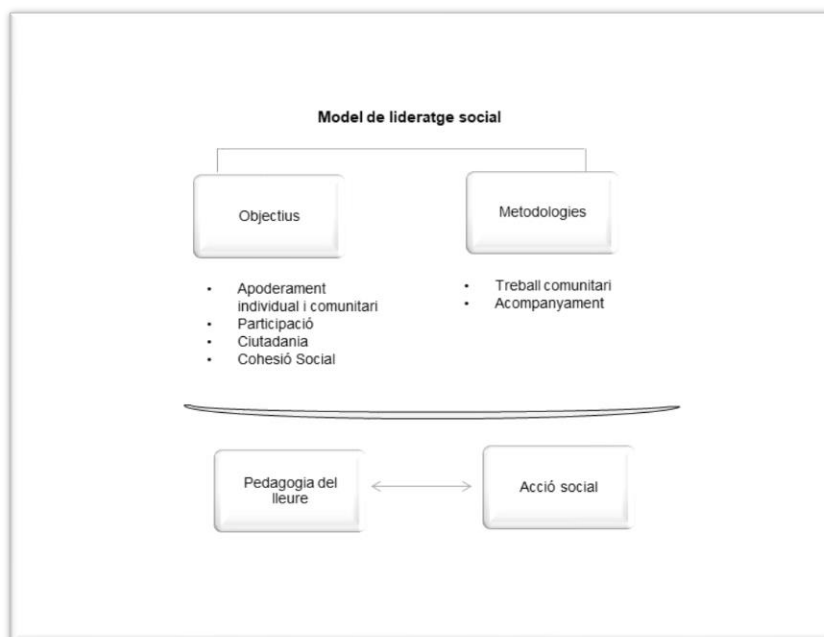 Model de lideratge social
Objectius
Metodologies
• Apoderament
individual i comunitari
• Participació
• Ciutadania
• Cohesió Social
• Treball comunitari
• Acompanyament
Pedagogia del
lleure
Acció social